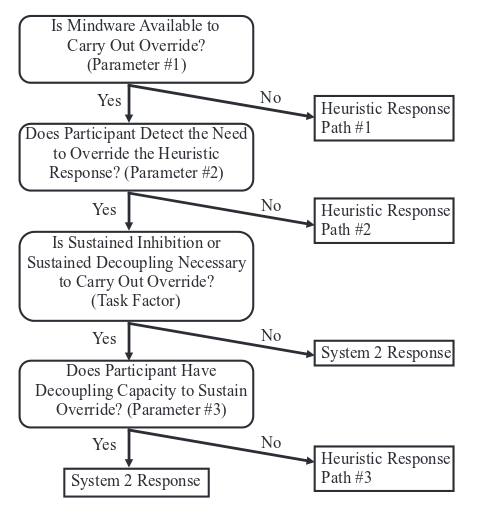 Is Mindware Available to
Carry Out Override?
(Parameter #1)
Yes
No
Heuristic Response
Path #1
Does Participant Detect the Need
to Override the Heuristic
Response? (Parameter #2)
Yes
No
Heuristic Response
Path #2
Is Sustained Inhibition or
Sustained Decoupling Necessary
to Carry Out Override?
(Task Factor)
Yes
No
System 2 Response
Does Participant Have
Decoupling Capacity to Sustain
Override? (Parameter #3)
Yes
No
Heuristic Response
Path #3
System 2 Response